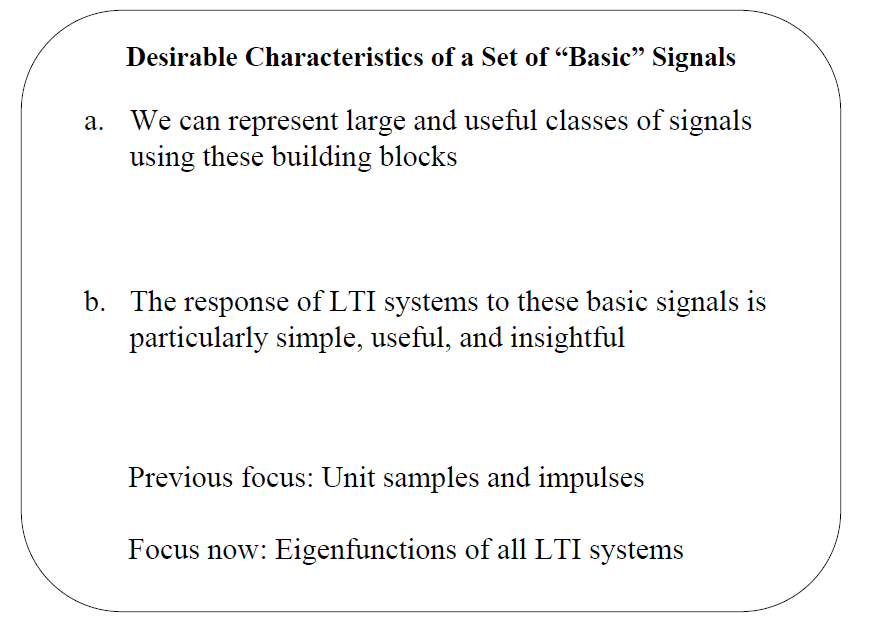 Desirable Characteristics of a Set of “Basic” Signals
a. We can represent large and useful classes of signals
using these building blocks
b. The response of LTI systems to these basic signals is
particularly simple, useful, and insightful
Previous focus: Unit samples and impulses
Focus now: Eigenfunctions of all LTI systems